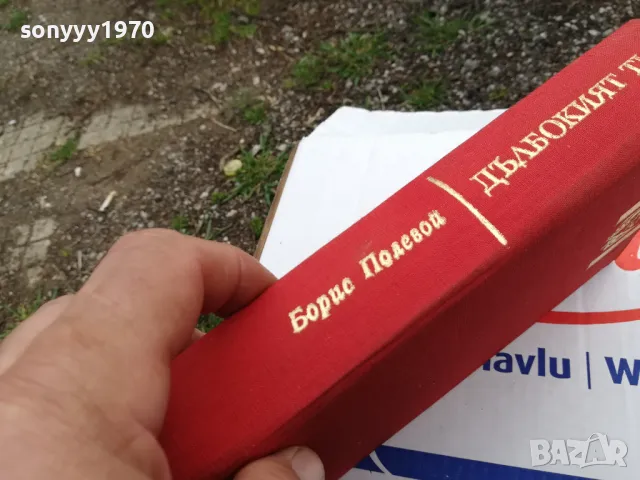 sonyyy1970
Борис Полевой
ДЪЛБОКИЯТ
avlu | w
BAZAR